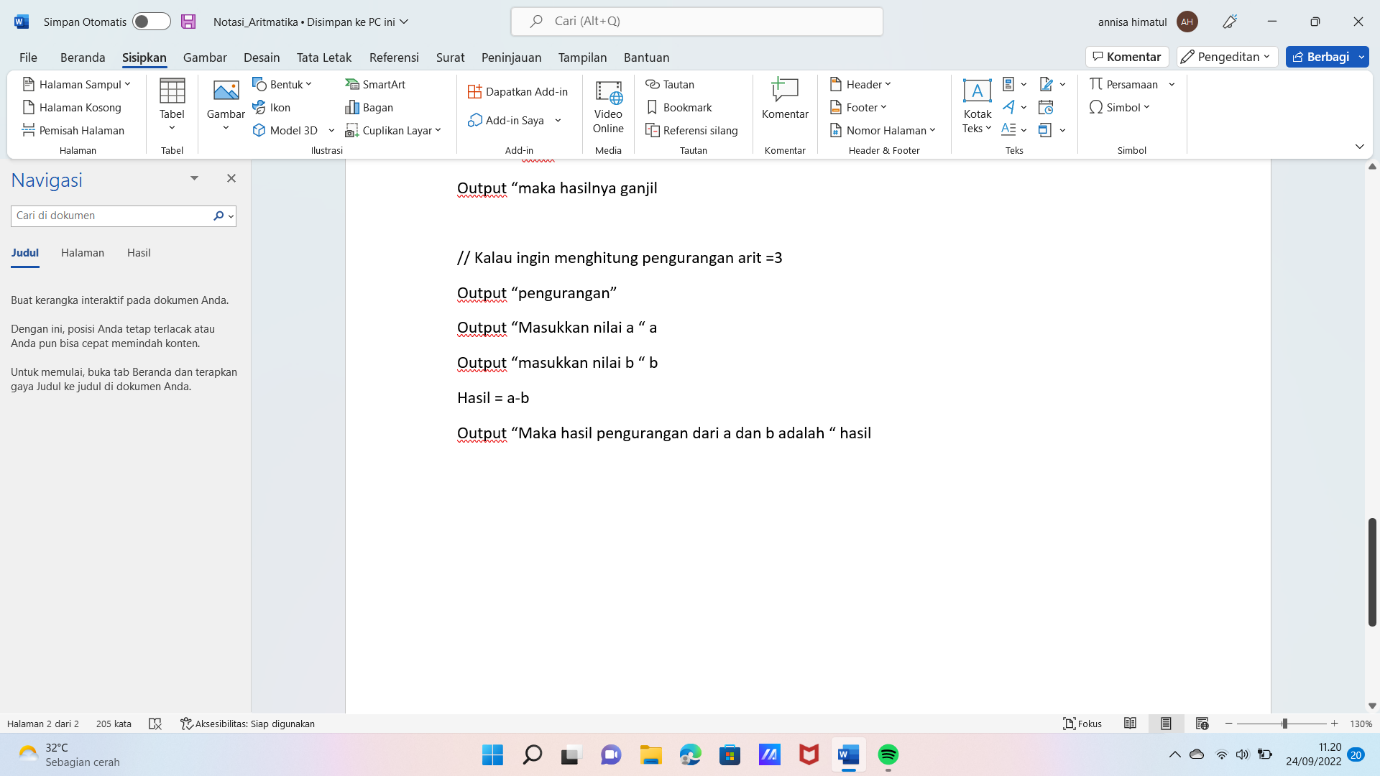 Simpan Otomatis
Notasi_Aritmatika • Disimpan ke PC ini
Cari (Alt+Q)
annisa himatul
AH
File Beranda Sisipkan Gambar Desain Tata Letak Referensi Surat Peninjauan Tampilan Bantuan
Komentar Pengeditan Berbagi
Halaman Sampul
Halaman Kosong
Pemisah Halaman
Halaman
Tabel
Tabel
Gambar
Bentuk
Ikon
Model 3D
SmartArt
Bagan
Cuplikan Layar
Ilustrasi
Dapatkan Add-in
Add-in Saya
Add-in
Video
Online
Media
Tautan
Bookmark
Referensi silang
Tautan
Komentar
Komentar
Header
Footer
Nomor Halaman
Header & Footer
Kotak
Teks
Teks
Persamaan
Simbol
Simbol
Navigasi
Cari di dokumen
Judul Halaman Hasil
Buat kerangka interaktif pada dokumen Anda.
Dengan ini, posisi Anda tetap terlacak atau
Anda pun bisa cepat memindah konten.
Untuk memulai, buka tab Beranda dan terapkan
gaya Judul ke judul di dokumen Anda.
Output “maka hasilnya ganjil
// Kalau ingin menghitung pengurangan arit =3
Output “pengurangan”
Output “Masukkan nilai a “ a
Output “masukkan nilai b “ b
Hasil = a-b
Output “Maka hasil pengurangan dari a dan b adalah “ hasil
Halaman 2 dari 2 205 kata Aksesibilitas: Siap digunakan
Fokus
130%
32°C
Sebagian cerah
11.20
24/09/2022
20